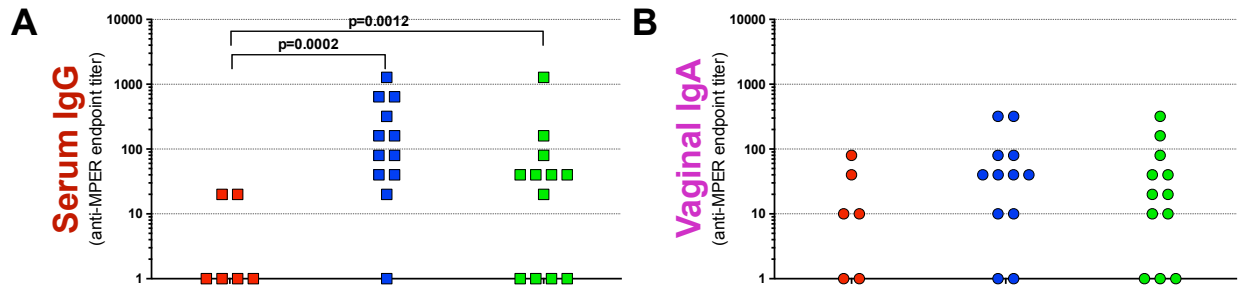 A
Serum IgG
(anti-MPER endpoint titer)
10000
1000
100
10
1
p=0.0012
p=0.0002
B
Vaginal IgA
(anti-MPER endpoint titer)
10000
1000
100
10
1